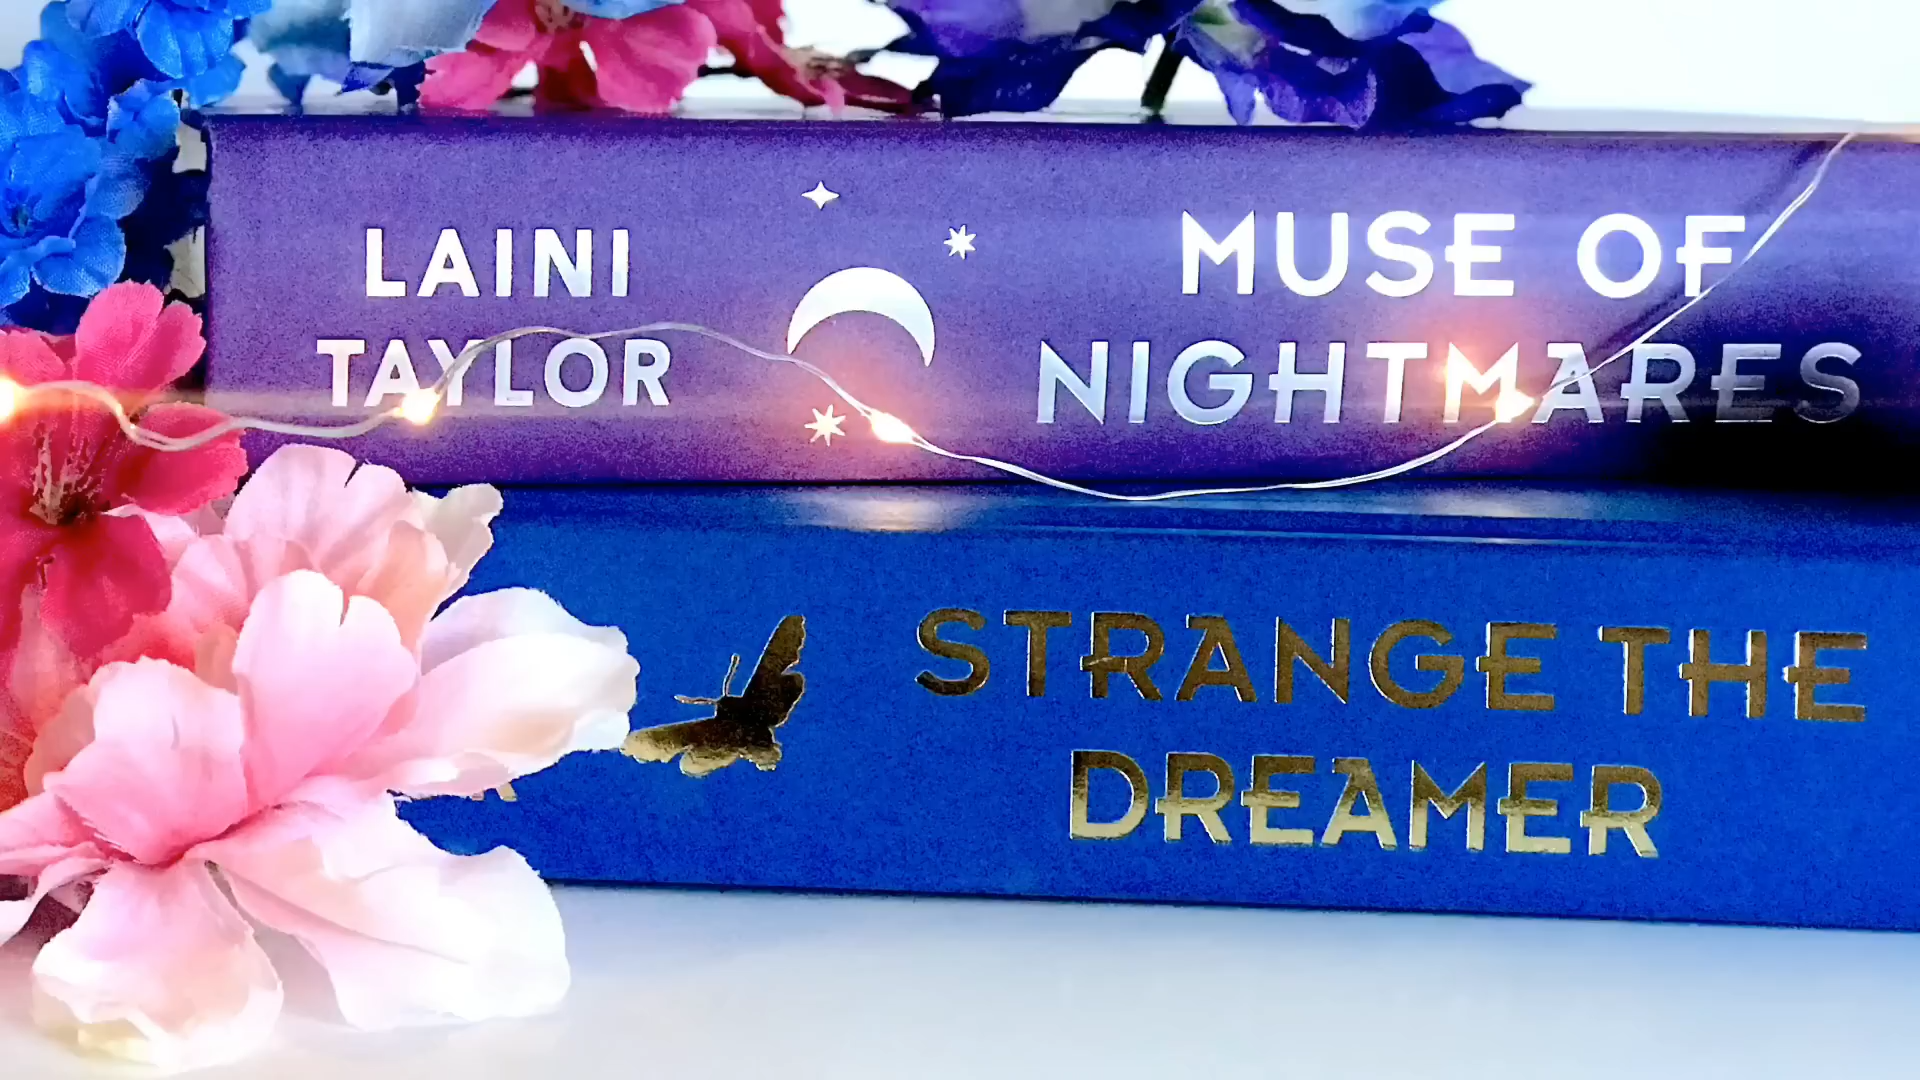 LAINI
TAYLOR
MUSE OF
NIGHTMARES
STRANGE THE
DREAMER